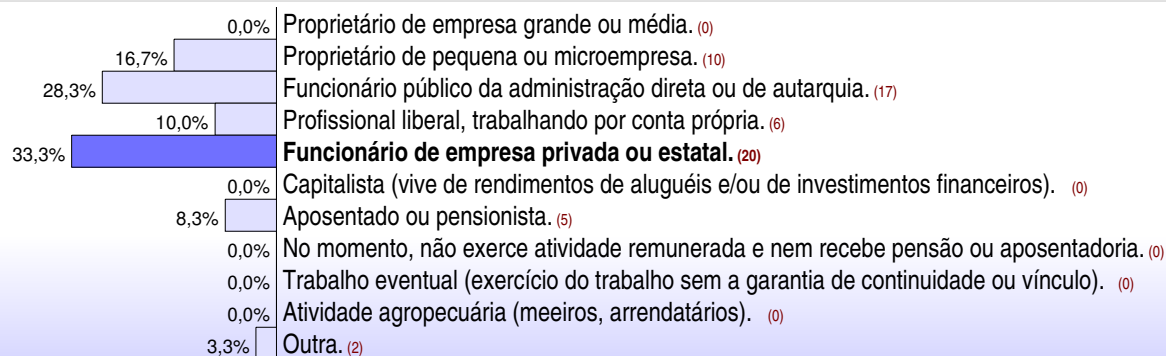 0,0% Proprietário de empresa grande ou média. (0)
16,7% Proprietário de pequena ou microempresa. (10)
28,3% Funcionário público da administração direta ou de autarquia. (17)
10,0% Profissional liberal, trabalhando por conta própria. (6)
33,3% Funcionário de empresa privada ou estatal. (20)
0,0% Capitalista (vive de rendimentos de aluguéis e/ou de investimentos financeiros). (0)
8,3% Aposentado ou pensionista. (5)
0,0% No momento, não exerce atividade remunerada e nem recebe pensão ou aposentadoria. (0)
0,0% Trabalho eventual (exercício do trabalho sem a garantia de continuidade ou vínculo). (0)
0,0% Atividade agropecuária (meeiros, arrendatários). (0)
3,3% Outra. (2)